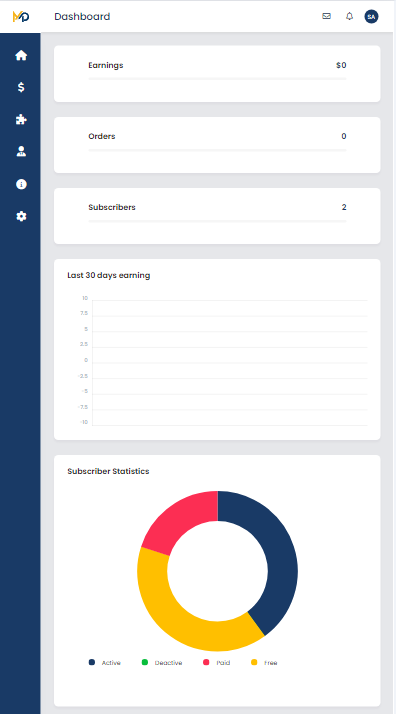 Dashboard
SA
Earnings $0
Orders 0
Subscribers 2
Last 30 days earning
10
7.5
5
2.5
0
-2.5
-5
-7.5
-10
Subscriber Statistics
Active Deactive Paid Free